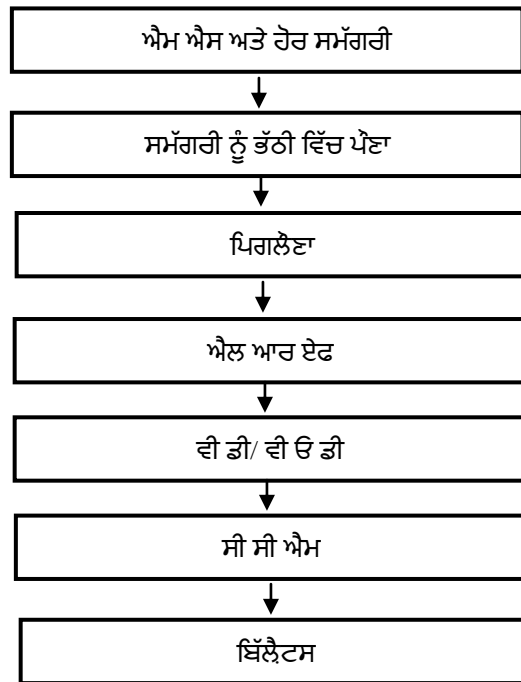 ਐਮ ਐਸ ਅਤੇ ਹੋਰ ਸਮੱਗਰੀ
ਸਮੱਗਰੀ ਨੂੰ ਭੱਠੀ ਵਿੱਚ ਪੌਣਾ
ਪਿਗਲੌਣਾ
ਐਲ ਆਰ ਏਫ
ਵੀ ਡੀ/ ਵੀ ਓ ਡੀ
ਸੀ ਸੀ ਐਮ
ਬਿੱਲੈਟਸ